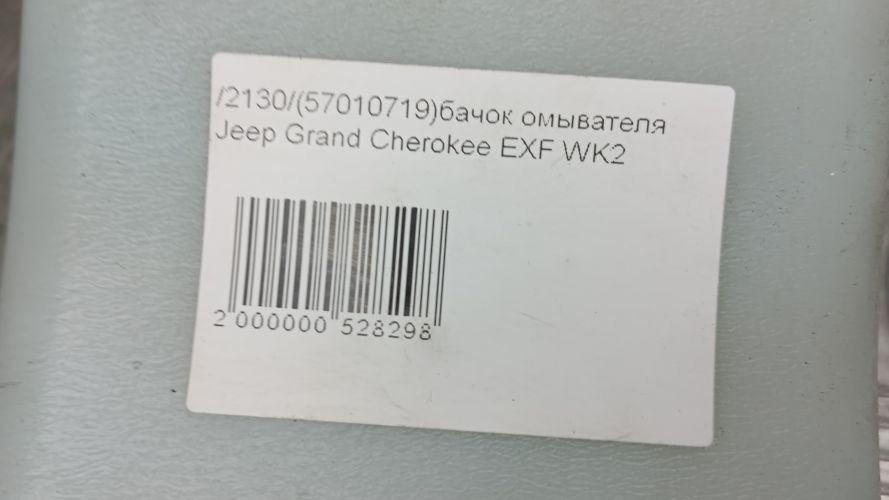 /2130/(57010719)бачок омывателя
Jeep Grand Cherokee EXF WK2
2 000000 528298